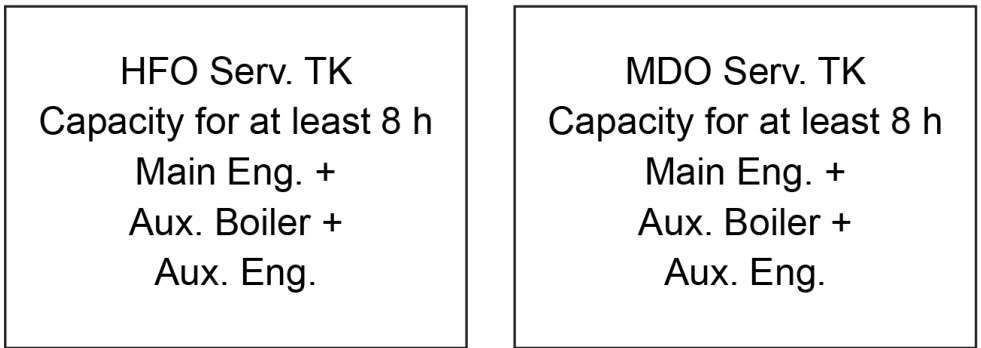 HFO Serv. TK
Capacity for at least 8 h
Main Eng. +
Aux. Boiler +
Aux. Eng.
MDO Serv. TK
Capacity for at least 8 h
Main Eng. +
Aux. Boiler +
Aux. Eng.